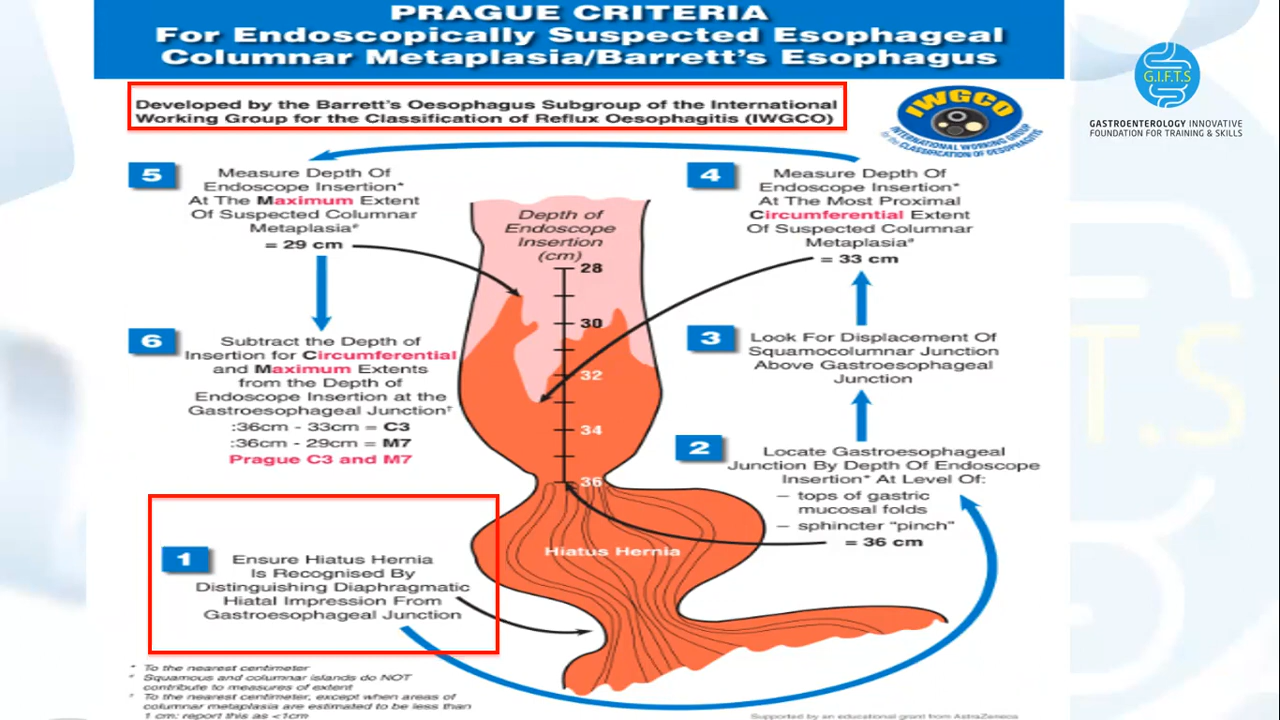 PRAGUE CRITERIA
For Endoscopically Suspected Esophageal
Columnar Metaplasia/Barrett's Esophagus
Developed by the Barrett's Oesophagus Subgroup of the International
Working Group for the Classification of Reflux Oesophagitis (IWGCO)
IWGCO
INTERNATIONAL WORKING GROUP
for the CLASSIFICATION OF OESOPHAGITIS
G.I.F.T.S
GASTROENTEROLOGY INNOVATIVE
FOUNDATION FOR TRAINING & SKILLS
5
Measure Depth Of
Endoscope Insertion*
At The Maximum Extent
Of Suspected Columnar
Metaplasia#
= 29 cm
4
Measure Depth Of
Endoscope Insertion*
At The Most Proximal
Circumferential Extent
Of Suspected Columnar
Metaplasia#
= 33 cm
Depth of
Endoscope
Insertion
(cm)
28
30
32
34
36
6
Subtract the Depth of
Insertion for Circumferential
and Maximum Extents
from the Depth of
Endoscope Insertion at the
Gastroesophageal Junction†
:36cm - 33cm = C3
:36cm - 29cm = M7
Prague C3 and M7
3
Look For Displacement Of
Squamocolumnar Junction
Above Gastroesophageal
Junction
2
Locate Gastroesophageal
Junction By Depth Of Endoscope
Insertion* At Level Of:
– tops of gastric
mucosal folds
– sphincter "pinch"
= 36 cm
Hiatus Hernia
1
Ensure Hiatus Hernia
Is Recognised By
Distinguishing Diaphragmatic
Hiatal Impression From
Gastroesophageal Junction
* To the nearest centimeter
# Squamous and columnar islands do NOT
contribute to measures of extent
† To the nearest centimeter, except when areas of
columnar metaplasia are estimated to be less than
1 cm: report this as <1cm
Supported by an educational grant from AstraZeneca
T.S